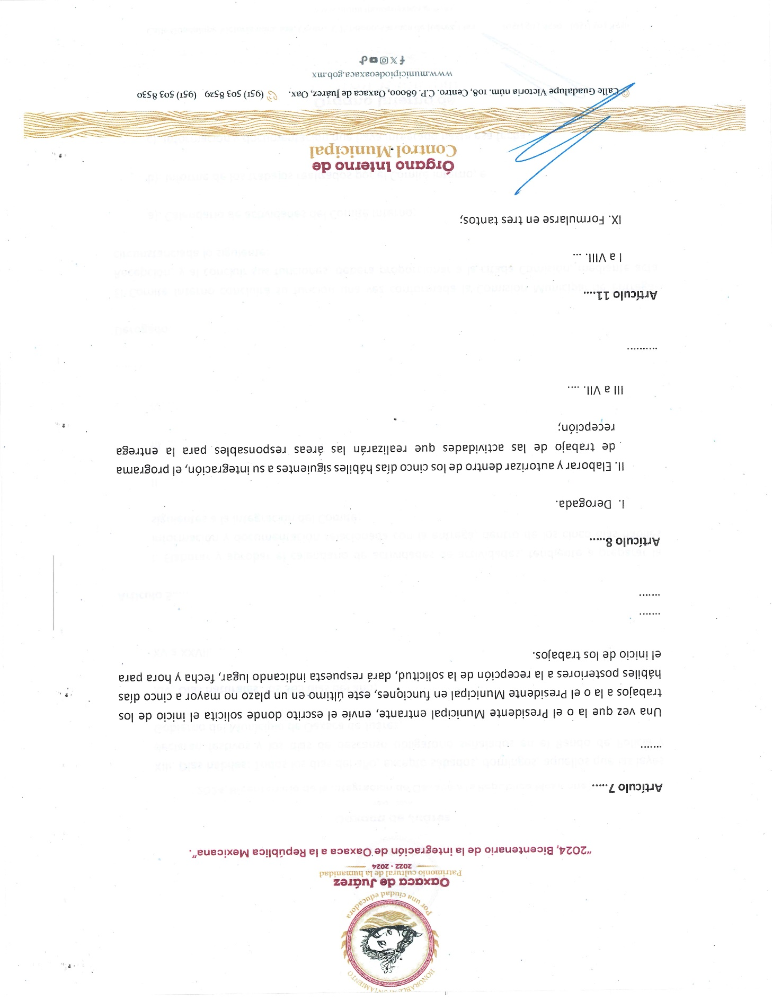 HONORABLE AYUNTAMIENTO
Por una ciudad educadora
Oaxaca de Juárez
Patrimonio cultural de la humanidad
2022 - 2024
"2024, Bicentenario de la integración de Oaxaca a la República Mexicana".
Artículo 7.....
.......
Una vez que la o el Presidente Municipal entrante, envíe el escrito donde solicita el inicio de los
trabajos a la o el Presidente Municipal en funciones, este último en un plazo no mayor a cinco días
hábiles posteriores a la recepción de la solicitud, dará respuesta indicando lugar, fecha y hora para
el inicio de los trabajos.
.......
.......
Artículo 8.....
I. Derogada.
II. Elaborar y autorizar dentro de los cinco días hábiles siguientes a su integración, el programa
de trabajo de las actividades que realizarán las áreas responsables para la entrega
recepción;
III a VII. ....
..........
Artículo 11....
I a VIII. ...
IX. Formularse en tres tantos;
Órgano Interno de
Control Municipal
Calle Guadalupe Victoria núm. 108, Centro. C.P. 68000, Oaxaca de Juárez, Oax. (951) 503 8529 (951) 503 8530
www.municipiodeoaxaca.gob.mx